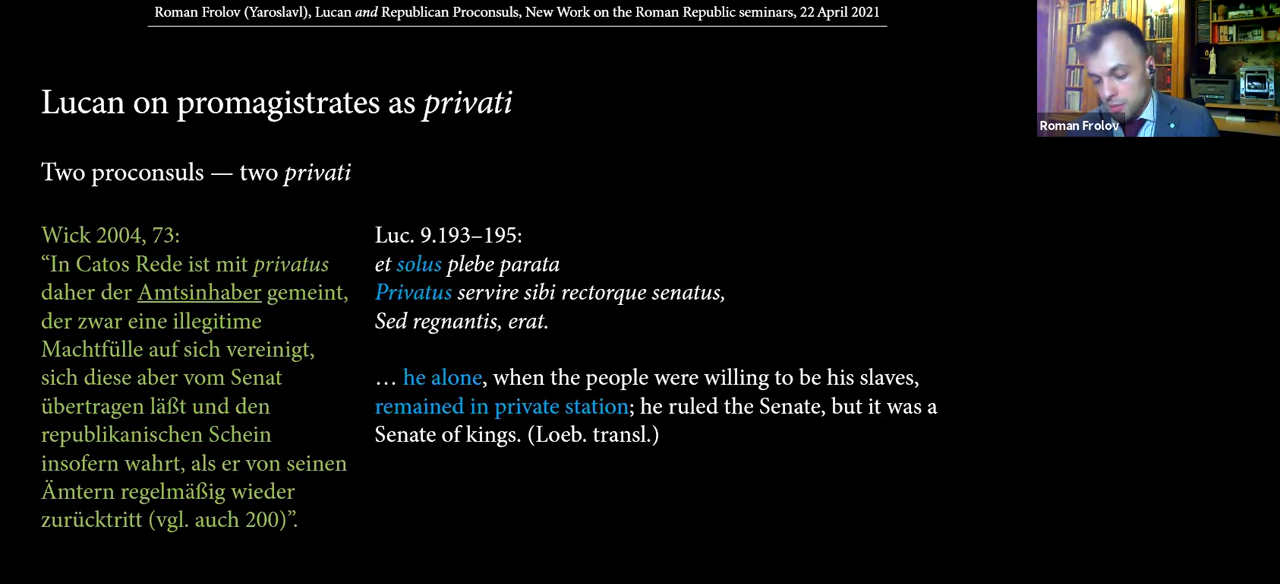 Roman Frolov (Yaroslavl), Lucan and Republican Proconsuls, New Work on the Roman Republic seminars, 22 April 2021
Roman Frolov
Lucan on promagistrates as privati
Two proconsuls — two privati
Wick 2004, 73:
“In Catos Rede ist mit privatus
daher der Amtsinhaber gemeint,
der zwar eine illegitime
Machtfülle auf sich vereinigt,
sich diese aber vom Senat
übertragen läßt und den
republikanischen Schein
insofern wahrt, als er von seinen
Ämtern regelmäßig wieder
zurücktritt (vgl. auch 200)”.
Luc. 9.193–195:
et solus plebe parata
Privatus servire sibi rectorque senatus,
Sed regnantis, erat.
… he alone, when the people were willing to be his slaves,
remained in private station; he ruled the Senate, but it was a
Senate of kings. (Loeb. transl.)